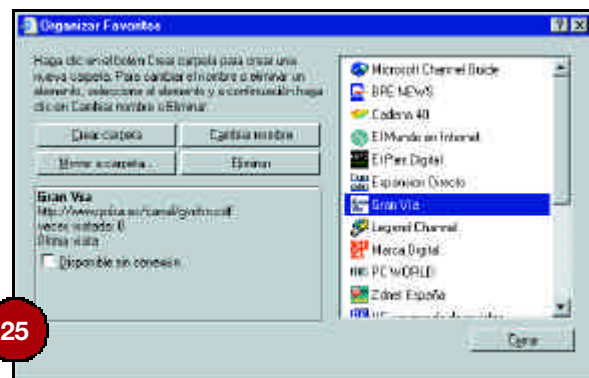 Organizar Favoritos
Haga clic en el botón Crear
carpeta para crear una
nueva carpeta. Para cambiar
el nombre o eliminar un
elemento, seleccione el elemento y a continuación haga
clic en Cambiar nombre o Eliminar.
Crear carpeta
Cambiar nombre
Mover a carpeta...
Eliminar
Gran Vía
veces visitado: 0
Última visita:
Disponible sin conexión
Microsoft Channel Guide
BPE NEWS
Cadena 40
El Mundo en Internet
El País Digital
Expansión Directo
Gran Vía
Legend Channel
Marca Digital
PC WORLD
Zdnet España
Cerrar
25